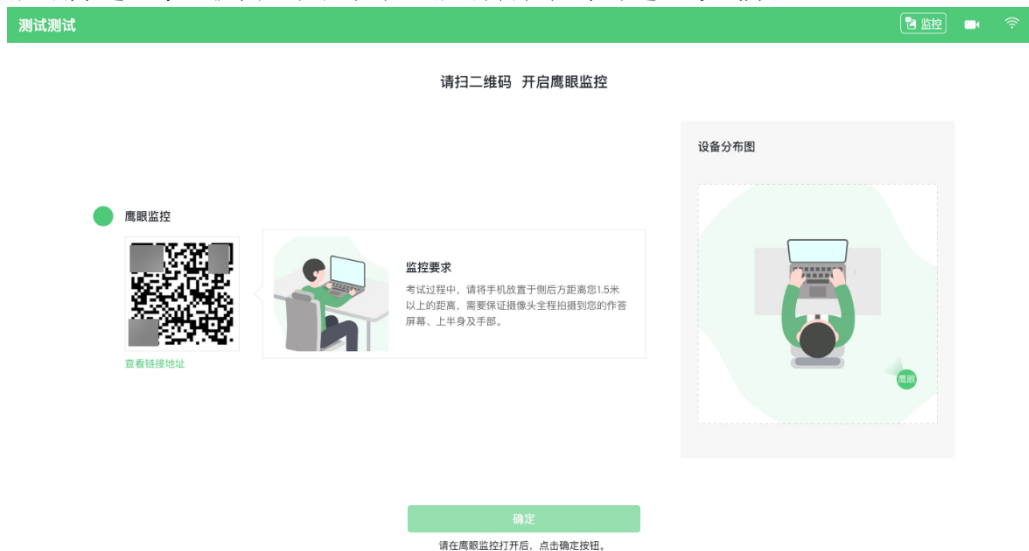 测试测试
监控
请扫二维码 开启鹰眼监控
设备分布图
鹰眼监控
监控要求
考试过程中，请将手机放置于侧后方距离您1.5米
以上的距离，需要保证摄像头全程拍摄到您的作答
屏幕、上半身及手部。
查看链接地址
鹰眼
确定
请在鹰眼监控打开后，点击确定按钮。